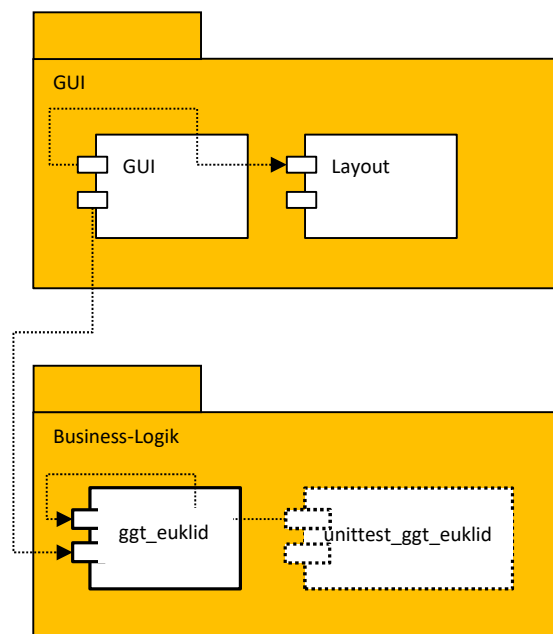 GUI
GUI
Layout
Business-Logik
ggt_euklid
unittest_ggt_euklid